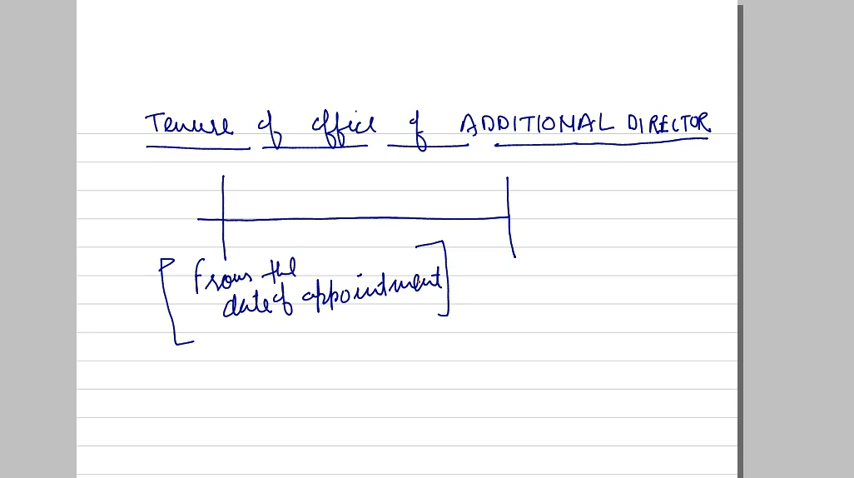 Tenure of office of ADDITIONAL DIRECTOR
from the
date of appointment